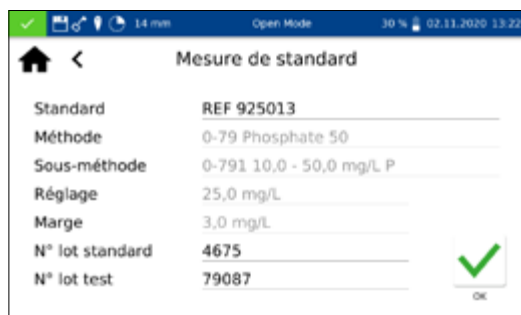 14 mm Open Mode 30 % 02.11.2020 13:22
Mesure de standard
Standard REF 925013
Méthode 0-79 Phosphate 50
Sous-méthode 0-791 10,0 - 50,0 mg/L P
Réglage 25,0 mg/L
Marge 3,0 mg/L
N° lot standard 4675
N° lot test 79087
OK